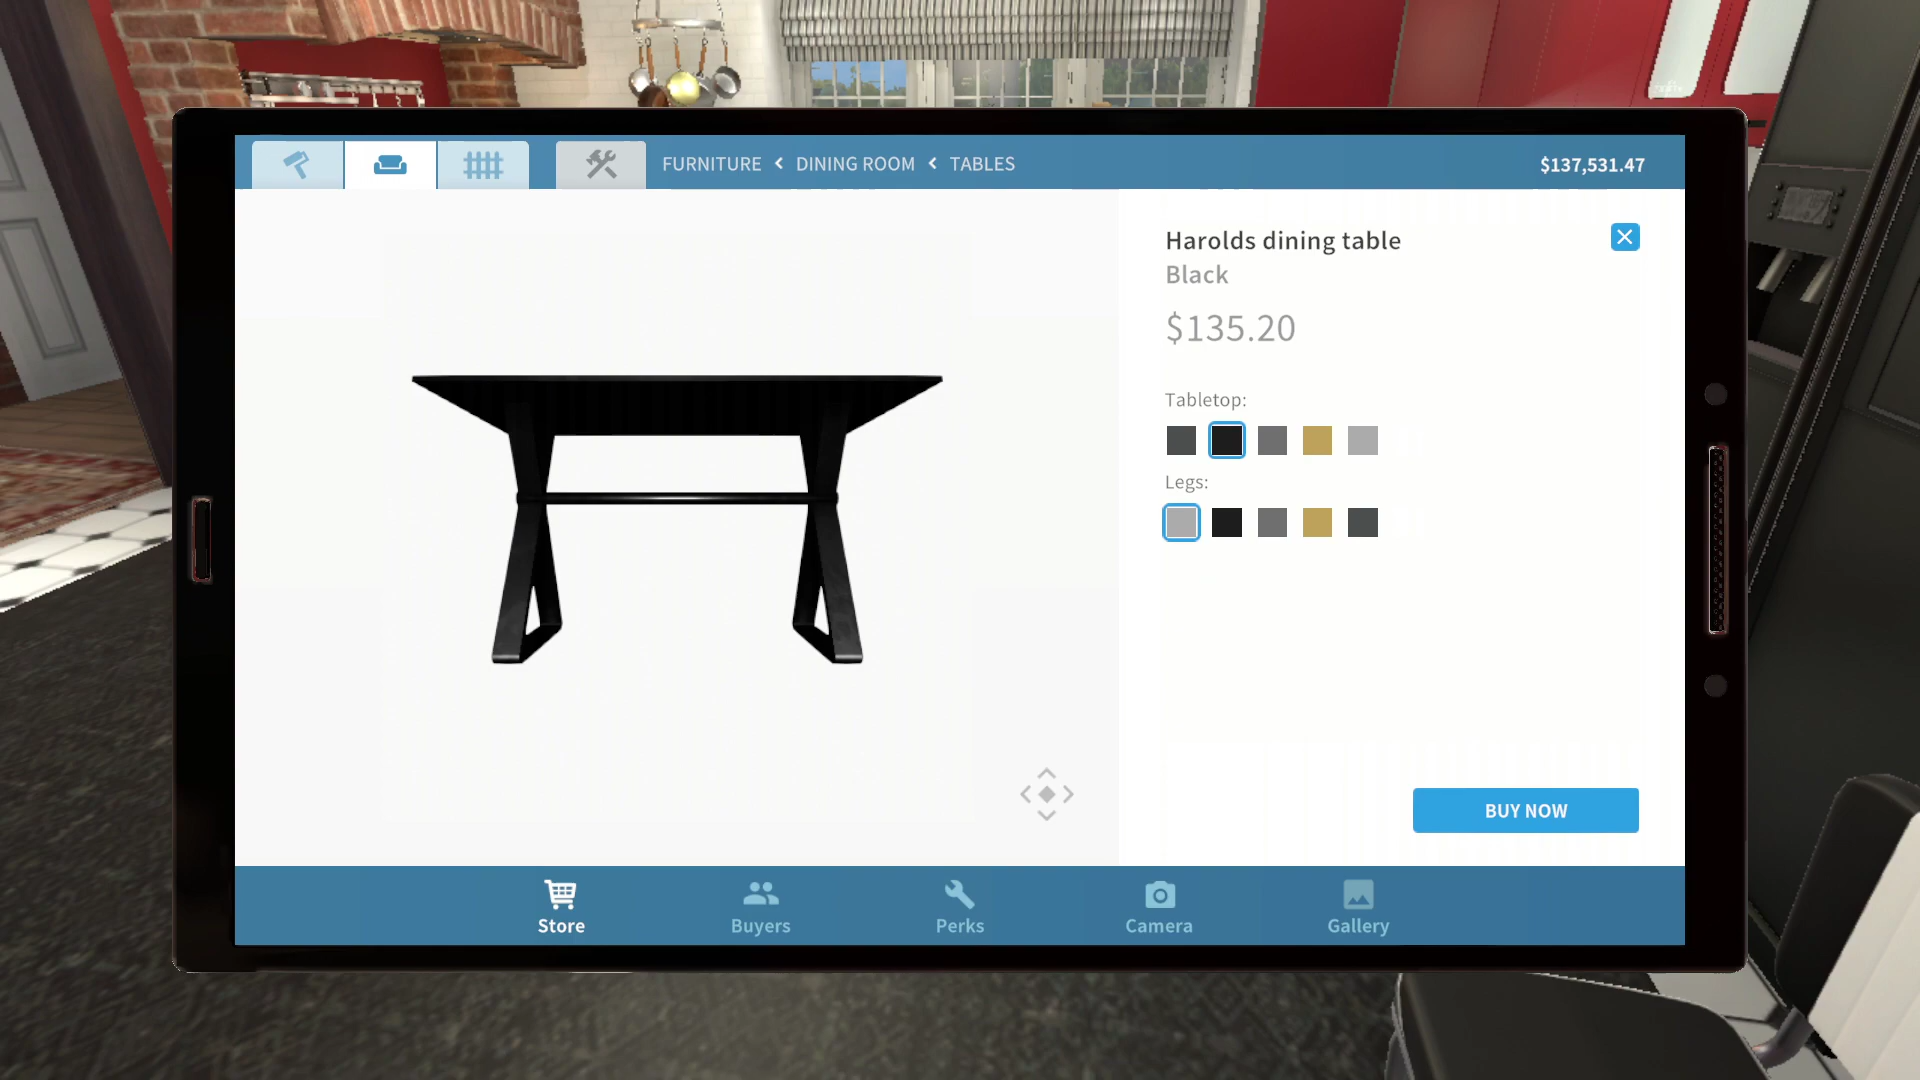 FURNITURE < DINING ROOM < TABLES
$137,531.47
Harolds dining table
Black
$135.20
Tabletop:
Legs:
BUY NOW
Store
Buyers
Perks
Camera
Gallery